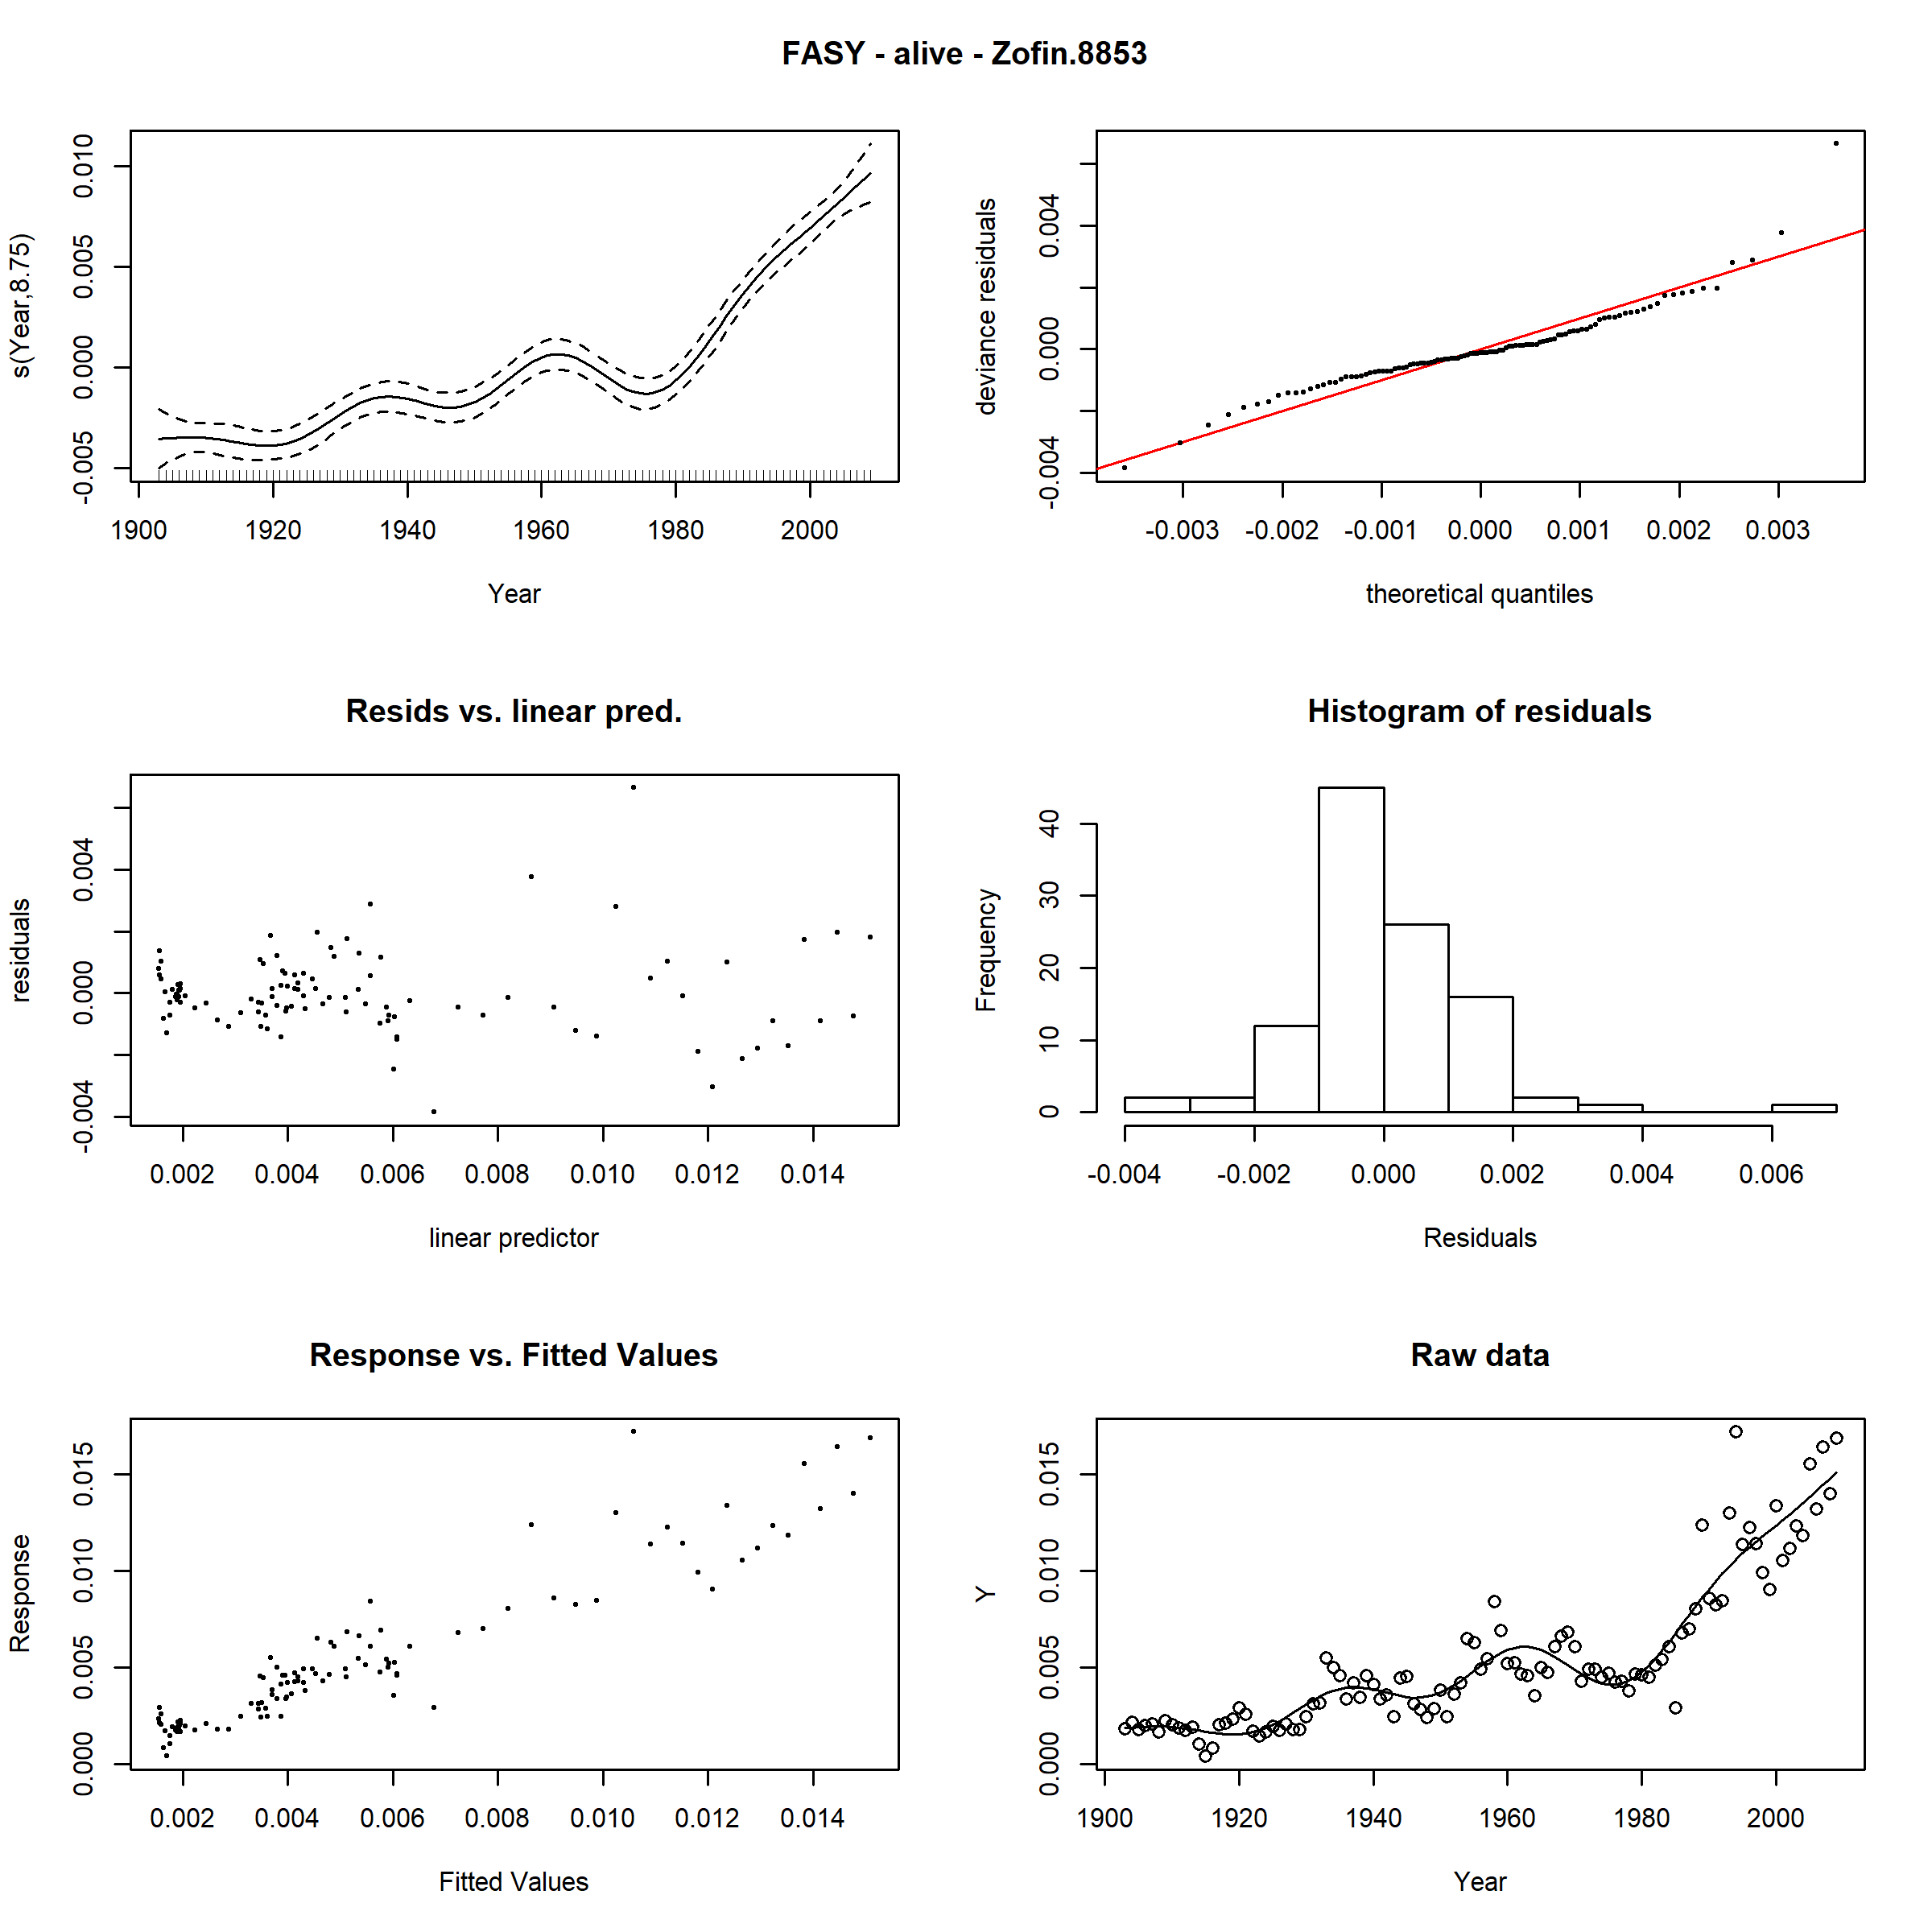 FASY - alive - Zofin.8853
s(Year,8.75)
-0.005 0.000 0.005 0.010
1900 1920 1940 1960 1980 2000
Year
deviance residuals
-0.004 0.000 0.004
-0.003 -0.002 -0.001 0.000 0.001 0.002 0.003
theoretical quantiles
Resids vs. linear pred.
residuals
-0.004 0.000 0.004
0.002 0.004 0.006 0.008 0.010 0.012 0.014
linear predictor
Histogram of residuals
Frequency
0 10 20 30 40
-0.004 -0.002 0.000 0.002 0.004 0.006
Residuals
Response vs. Fitted Values
Response
0.000 0.005 0.010 0.015
0.002 0.004 0.006 0.008 0.010 0.012 0.014
Fitted Values
Raw data
Y
0.000 0.005 0.010 0.015
1900 1920 1940 1960 1980 2000
Year